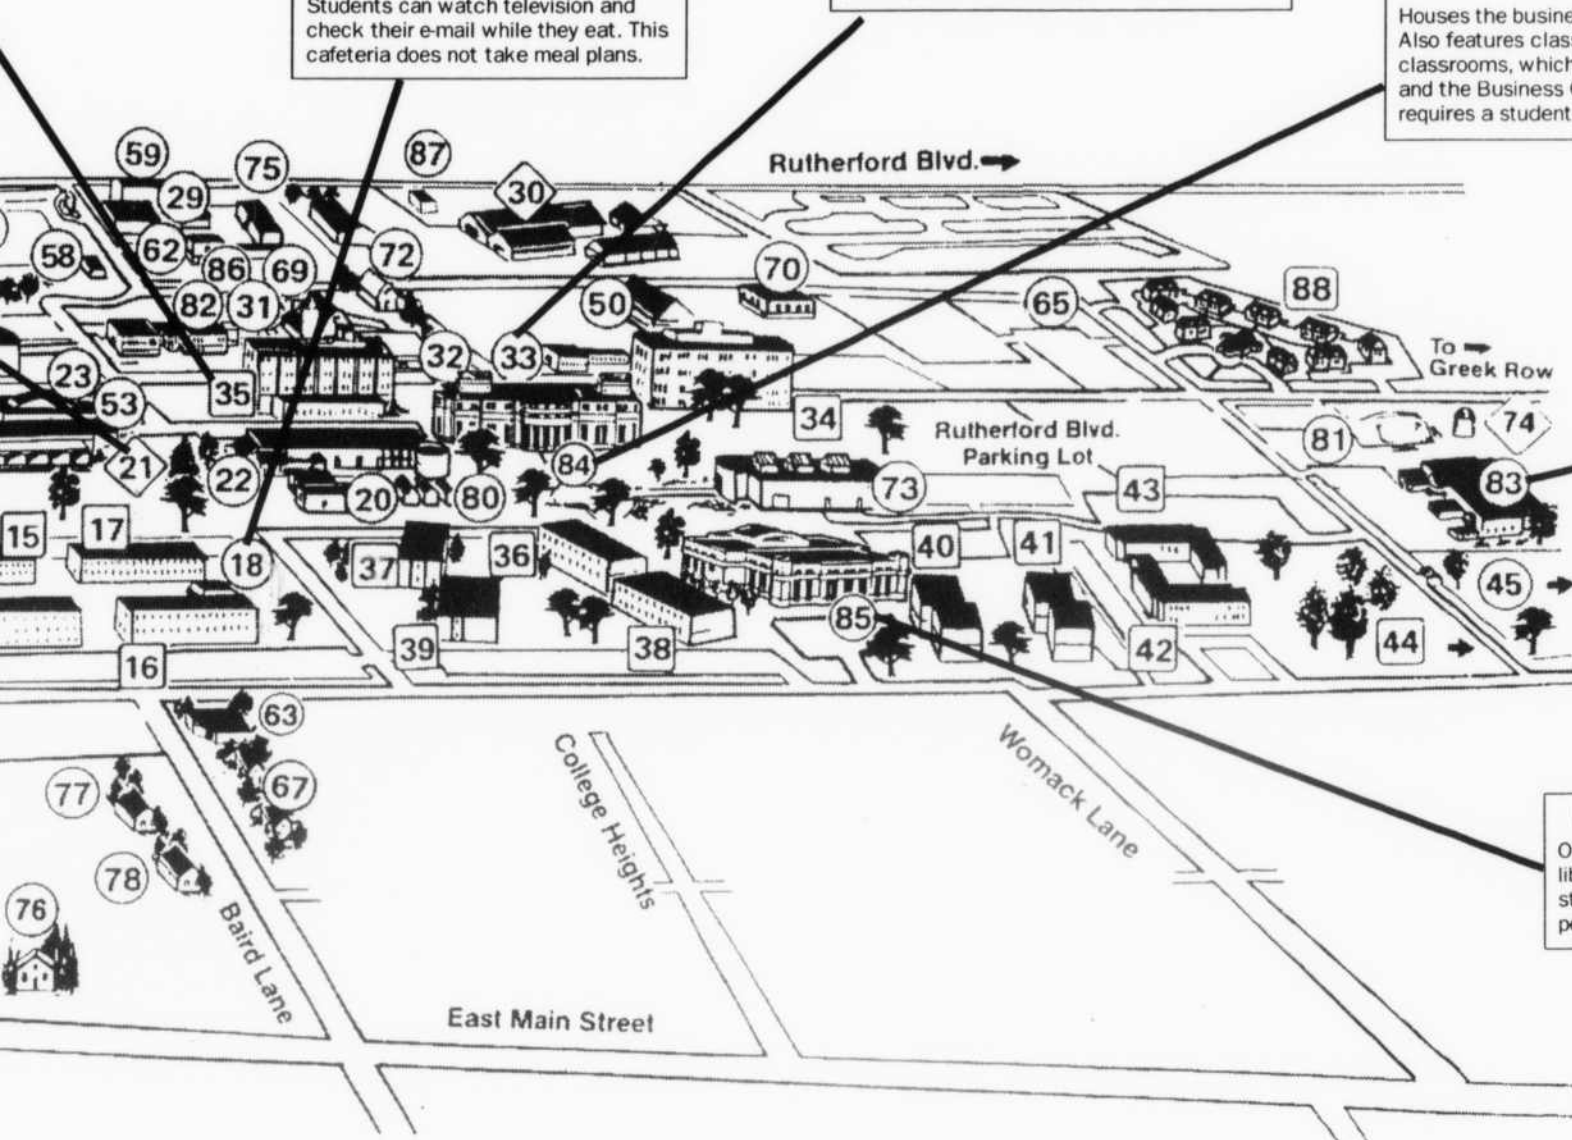 Students can watch television and
check their e-mail while they eat. This
cafeteria does not take meal plans.
Houses the busine
Also features clas
classrooms, which
and the Business
requires a student
Rutherford Blvd.
59
75
87
29
30
62
58
86
69
72
70
82
31
50
65
88
To
Greek Row
23
53
35
32
33
34
Rutherford Blvd.
Parking Lot
81
74
21
22
20
80
84
73
43
83
15
17
18
37
36
40
41
45
16
39
38
85
42
44
63
67
77
78
76
College Heights
Womack Lane
Baird Lane
East Main Street
O
lib
st
pe